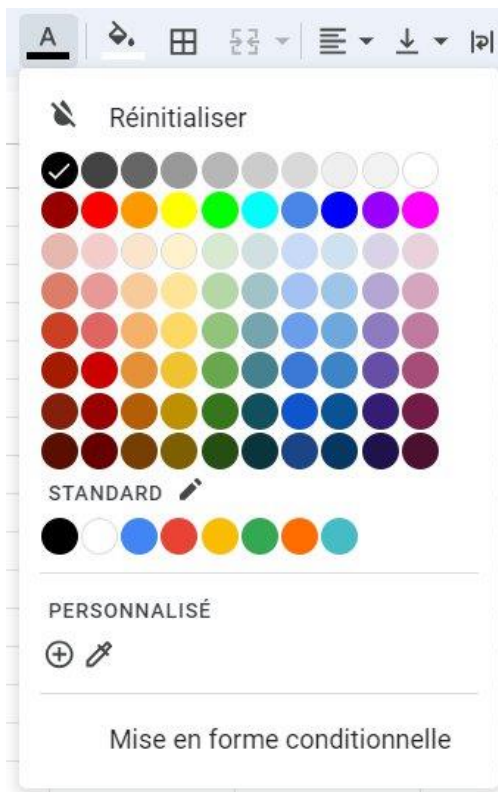 A
Réinitialiser
STANDARD
PERSONNALISÉ
Mise en forme conditionnelle